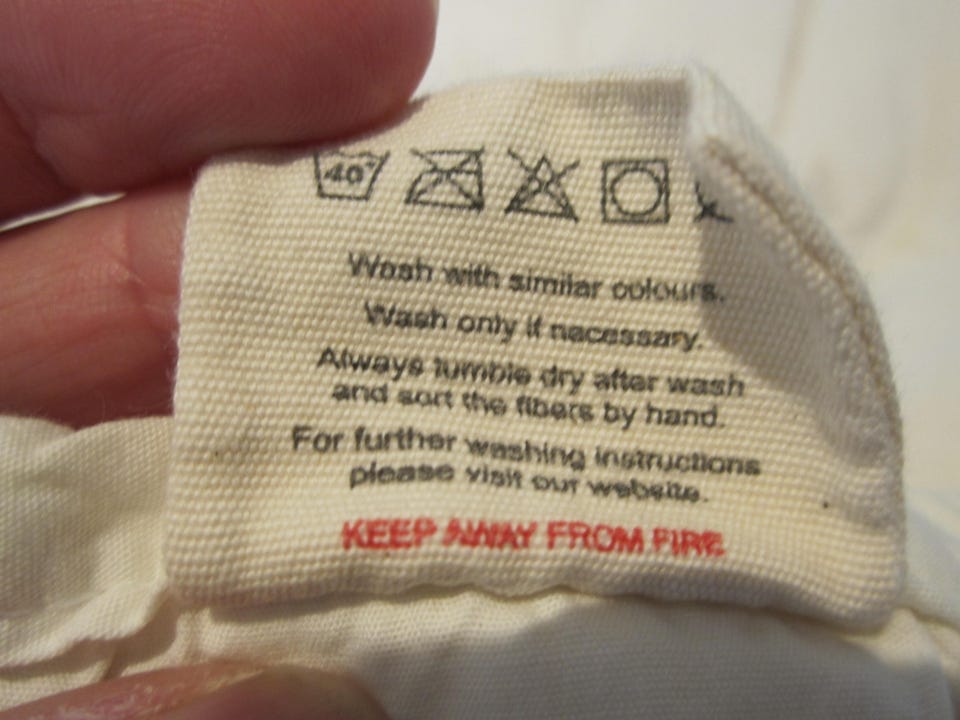 40°
Wash with similar colours.
Wash only if nacessary.
Always tumble dry after wash
and sort the fibers by hand.
For further washing instructions
please visit our website.
KEEP AWAY FROM FIRE